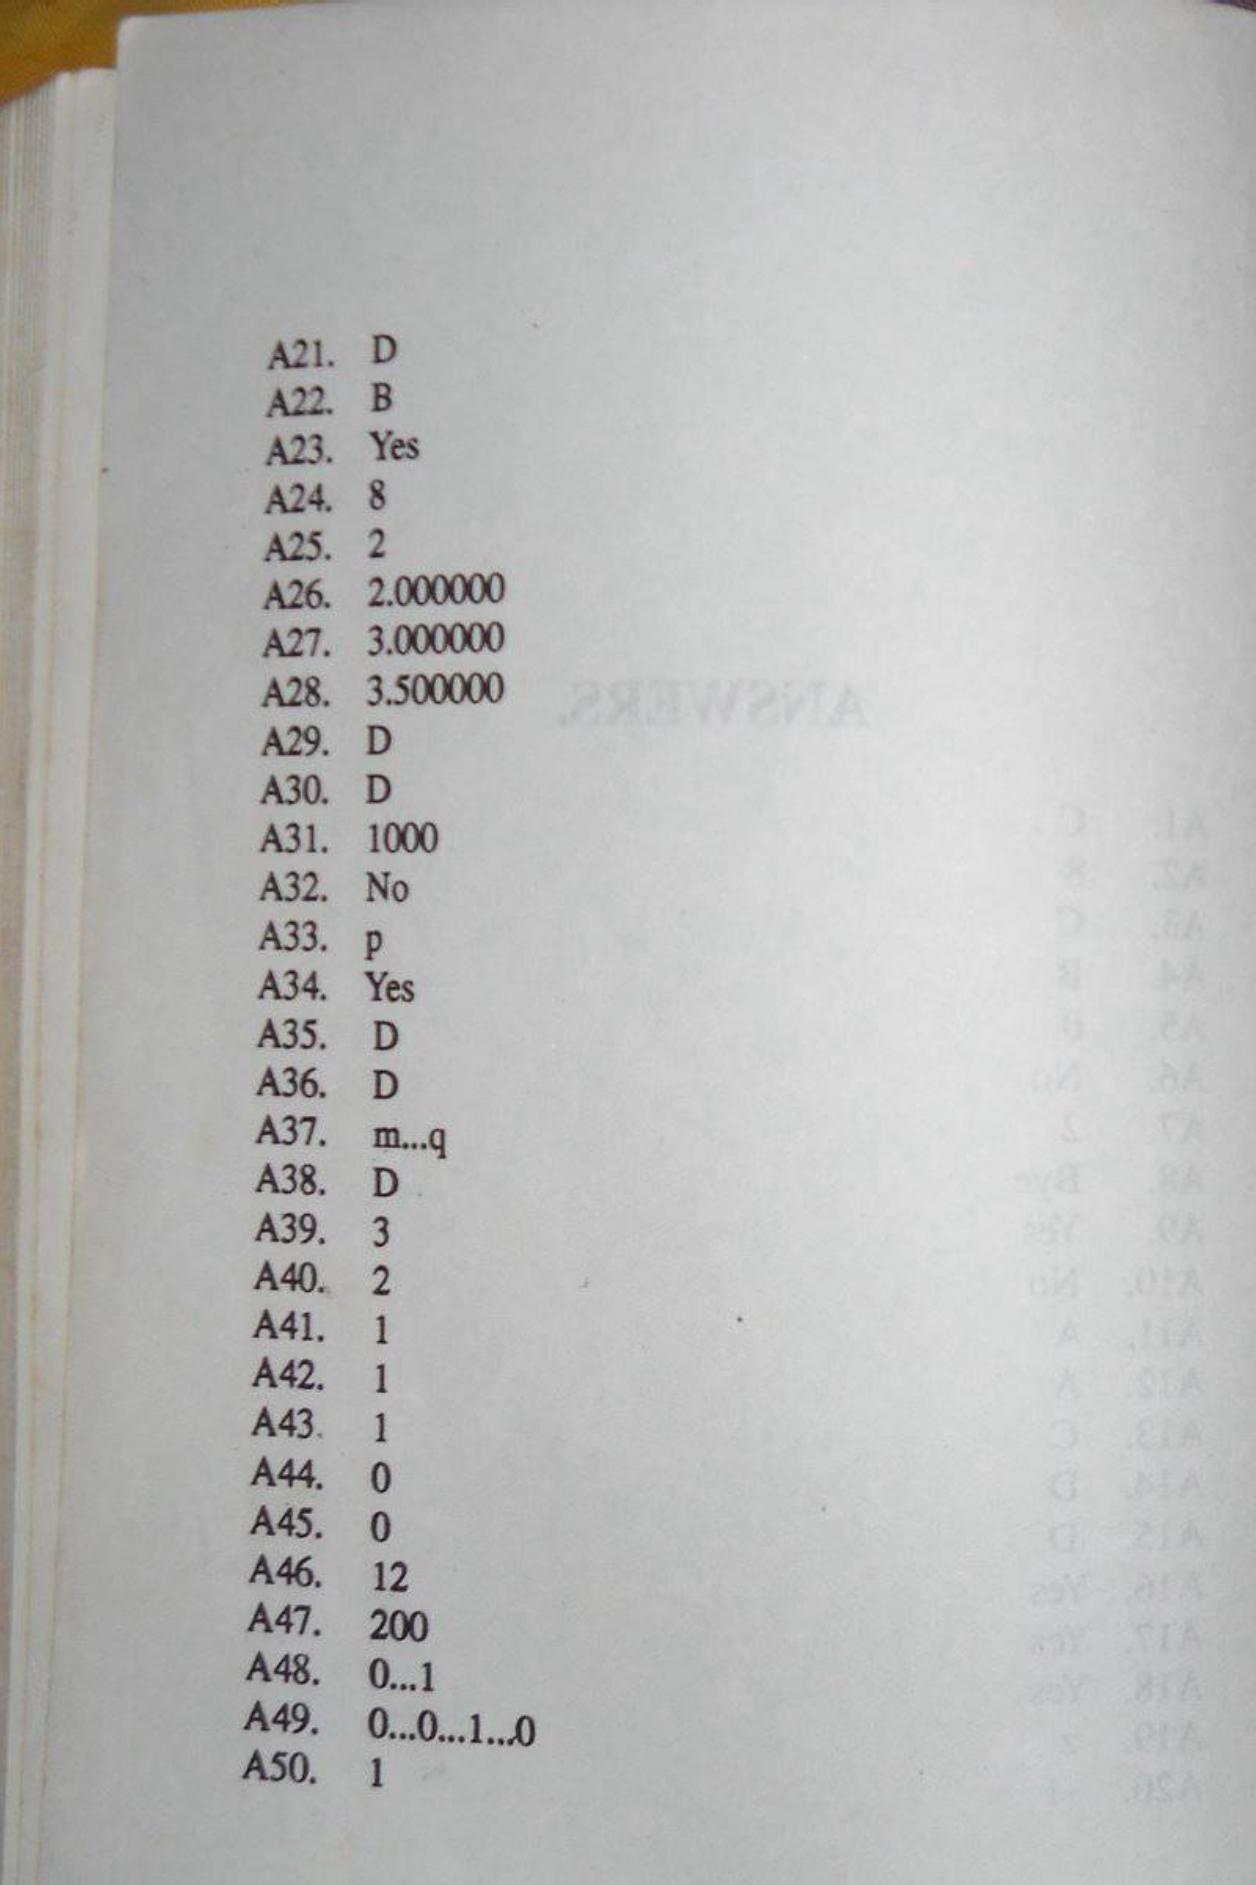 A21. D
A22. B
A23. Yes
A24. 8
A25. 2
A26. 2.000000
A27. 3.000000
A28. 3.500000
A29. D
A30. D
A31. 1000
A32. No
A33. p
A34. Yes
A35. D
A36. D
A37. m...q
A38. D
A39. 3
A40. 2
A41. 1
A42. 1
A43. 1
A44. 0
A45. 0
A46. 12
A47. 200
A48. 0...1
A49. 0...0...1...0
A50. 1